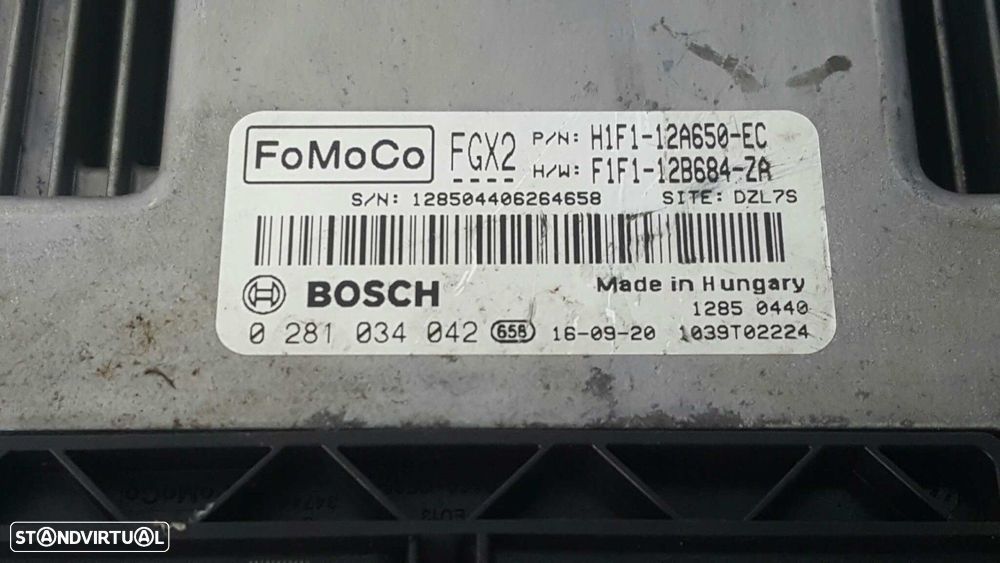 FoMoCo FGX2 P/N: H1F1-12A650-EC
H/W: F1F1-12B684-ZA
S/N: 128504406264658 SITE: DZL7S
BOSCH Made in Hungary
1285 0440
0 281 034 042 658 16-09-20 1039T02224
FoMoCo
STANDVIRTUAL